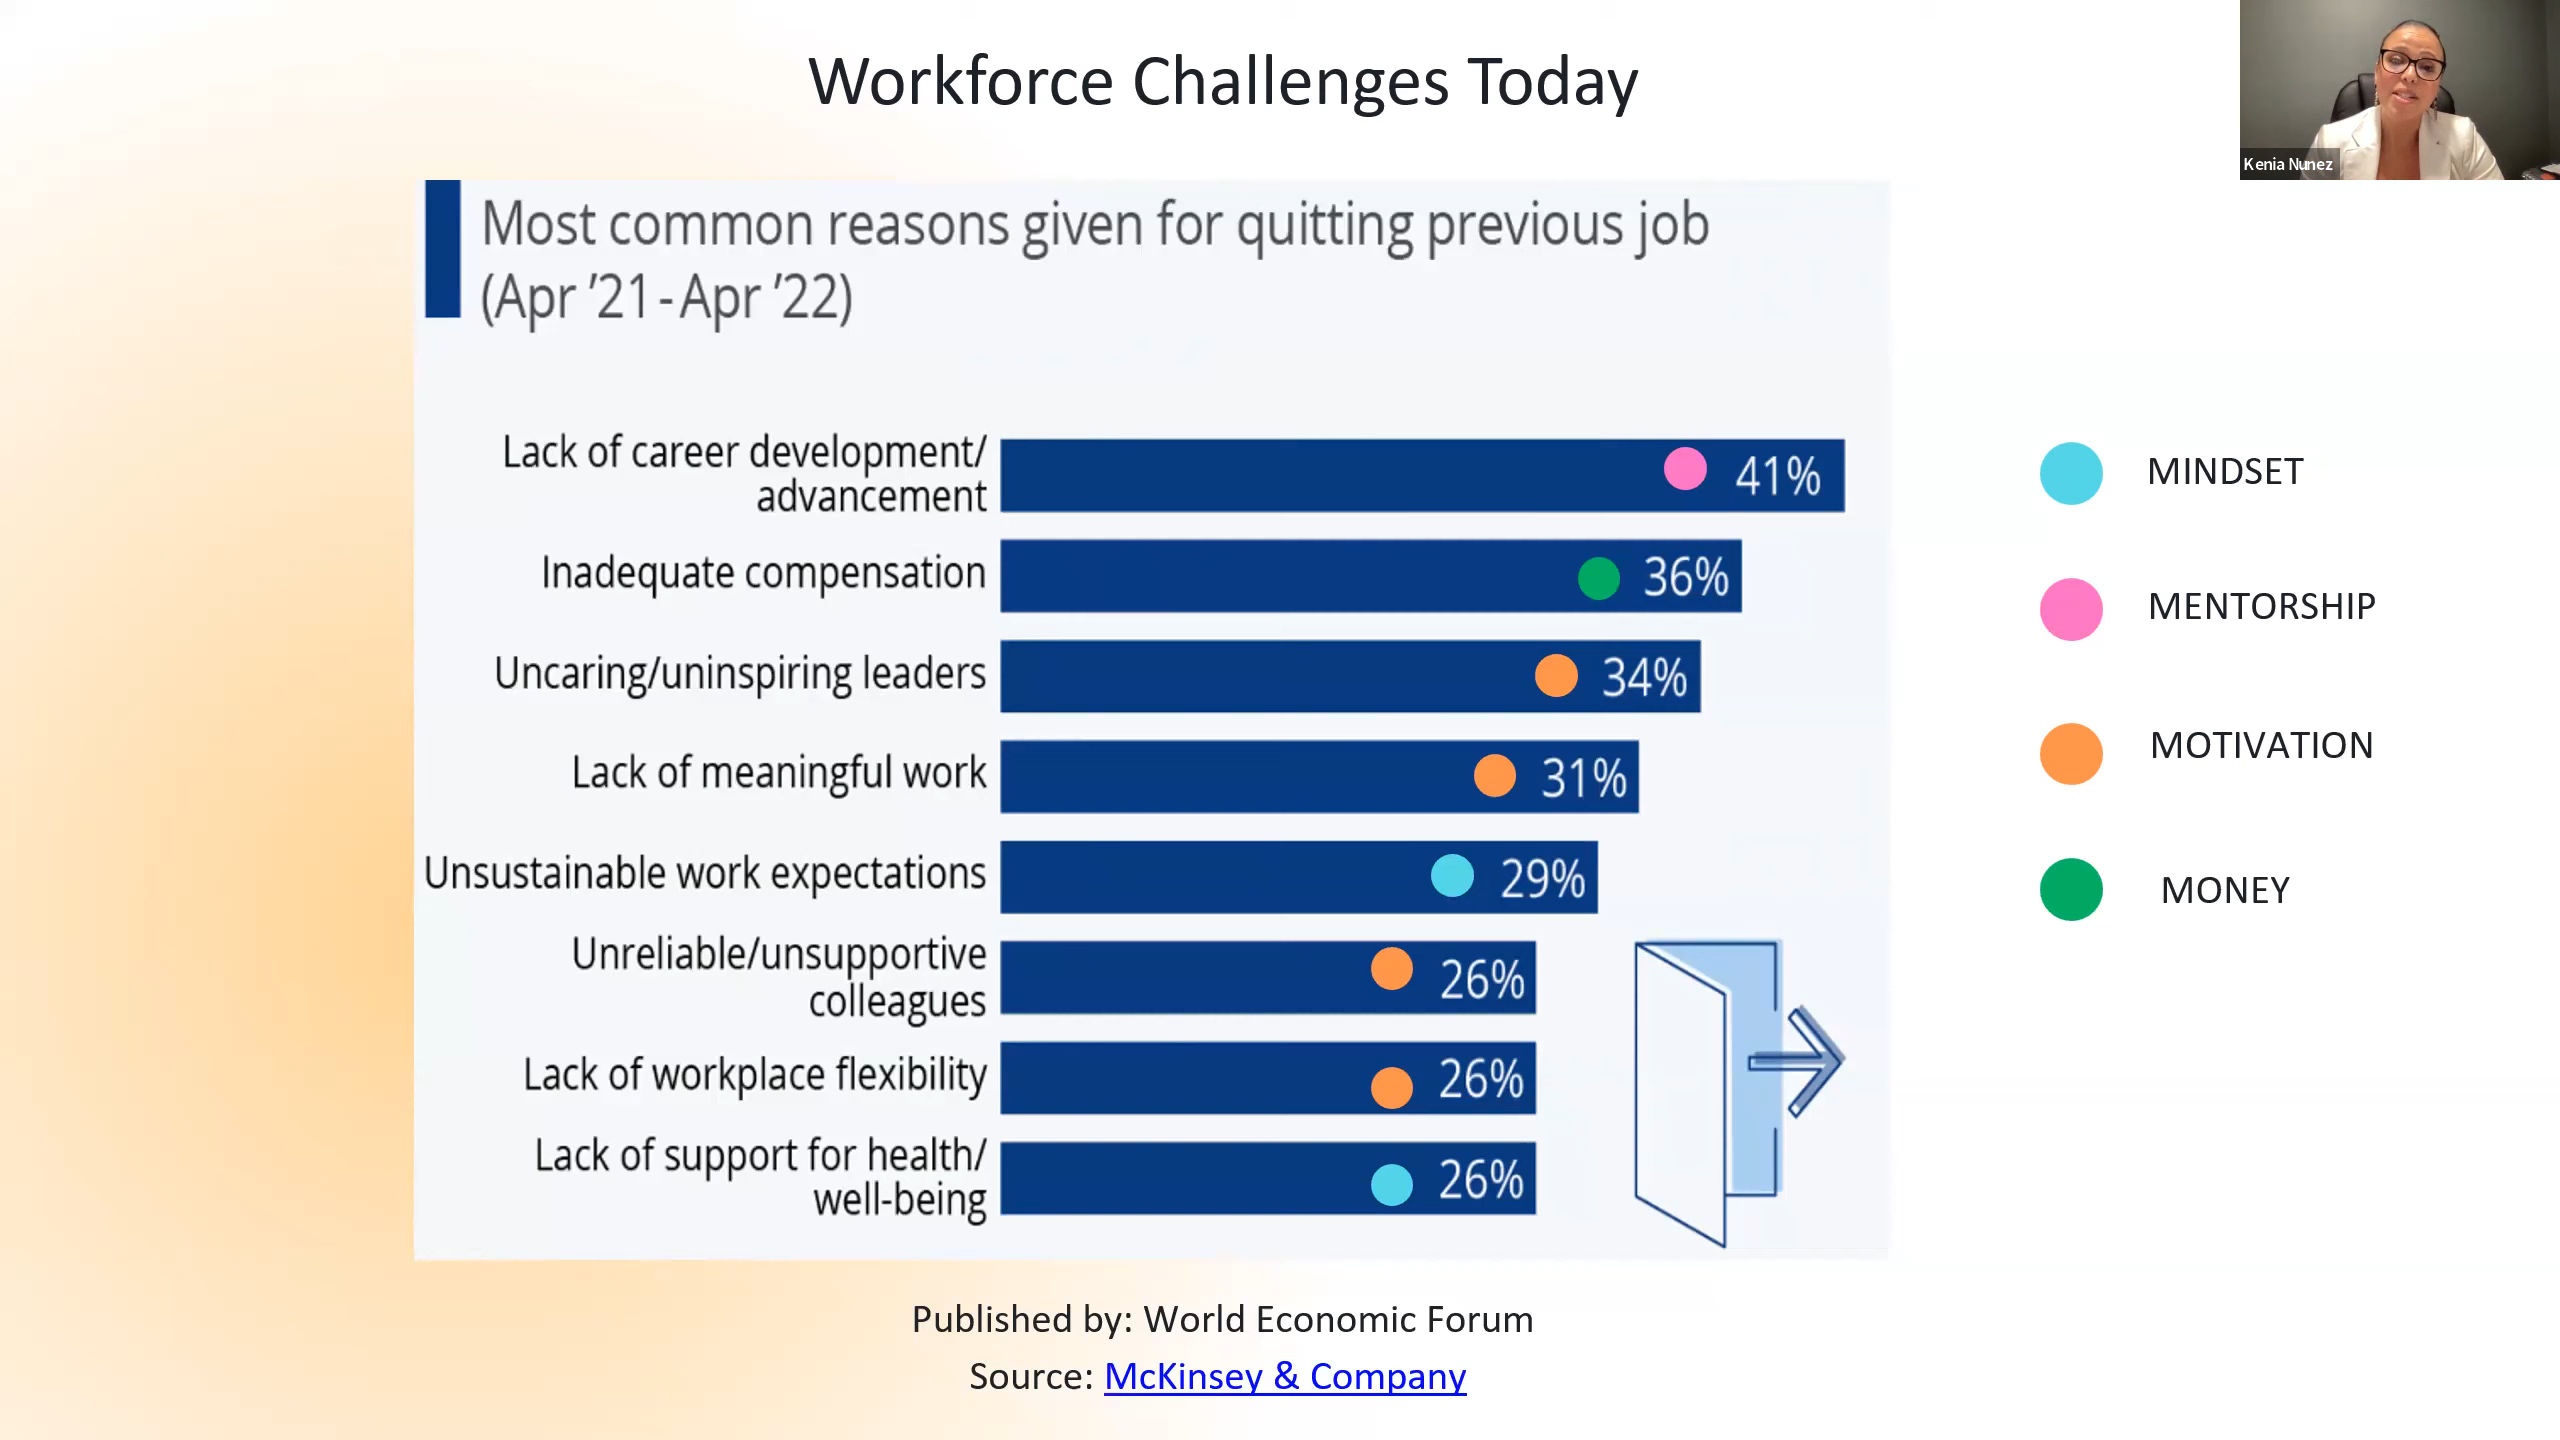 Workforce Challenges Today
Kenia Nunez
Most common reasons given for quitting previous job
(Apr ’21 - Apr ’22)
Lack of career development/
advancement
41%
Inadequate compensation
36%
Uncaring/uninspiring leaders
34%
Lack of meaningful work
31%
Unsustainable work expectations
29%
Unreliable/unsupportive
colleagues
26%
Lack of workplace flexibility
26%
Lack of support for health/
well-being
26%
MINDSET
MENTORSHIP
MOTIVATION
MONEY
Published by: World Economic Forum
Source: McKinsey & Company